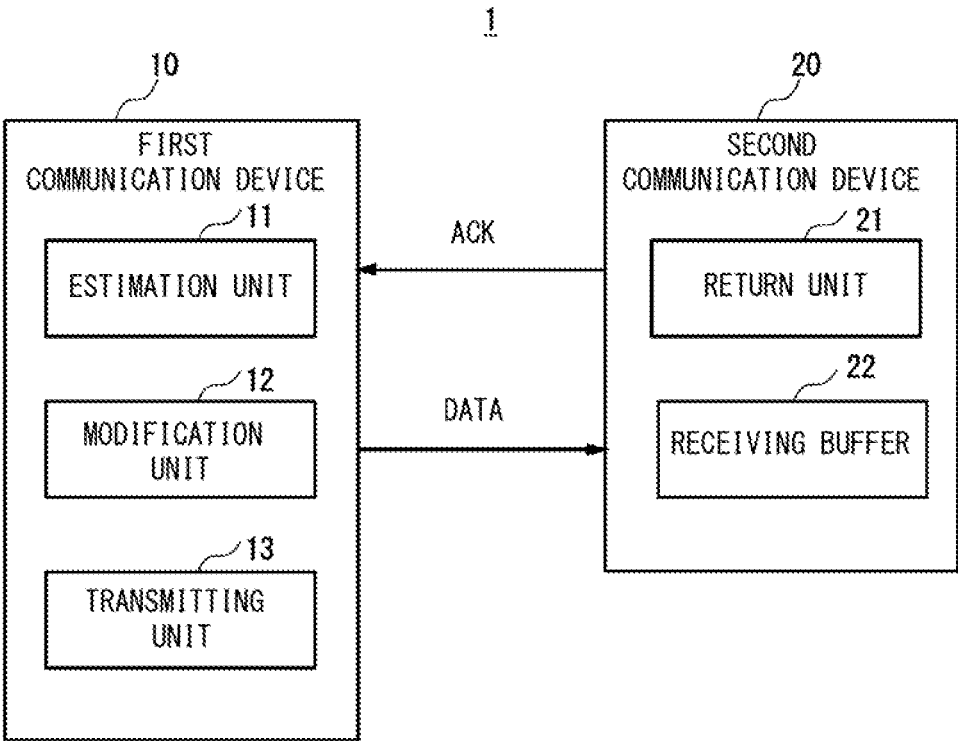 1
10
20
FIRST
COMMUNICATION DEVICE
11
ESTIMATION UNIT
12
MODIFICATION
UNIT
13
TRANSMITTING
UNIT
ACK
DATA
SECOND
COMMUNICATION DEVICE
21
RETURN UNIT
22
RECEIVING BUFFER